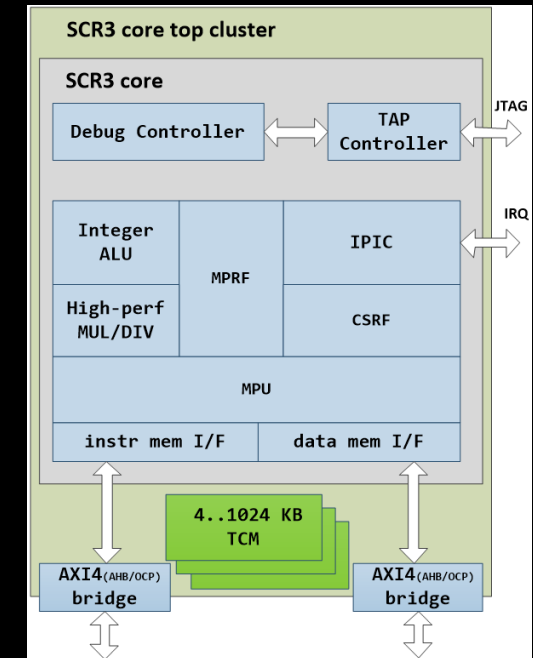 SCR3 core top cluster
SCR3 core
JTAG
Debug Controller
TAP
Controller
IRQ
Integer
ALU
MPRF
IPIC
High-perf
MUL/DIV
CSRF
MPU
instr mem I/F
data mem I/F
4..1024 KB
TCM
AXI4(AHB/OCP)
bridge
AXI4(AHB/OCP)
bridge